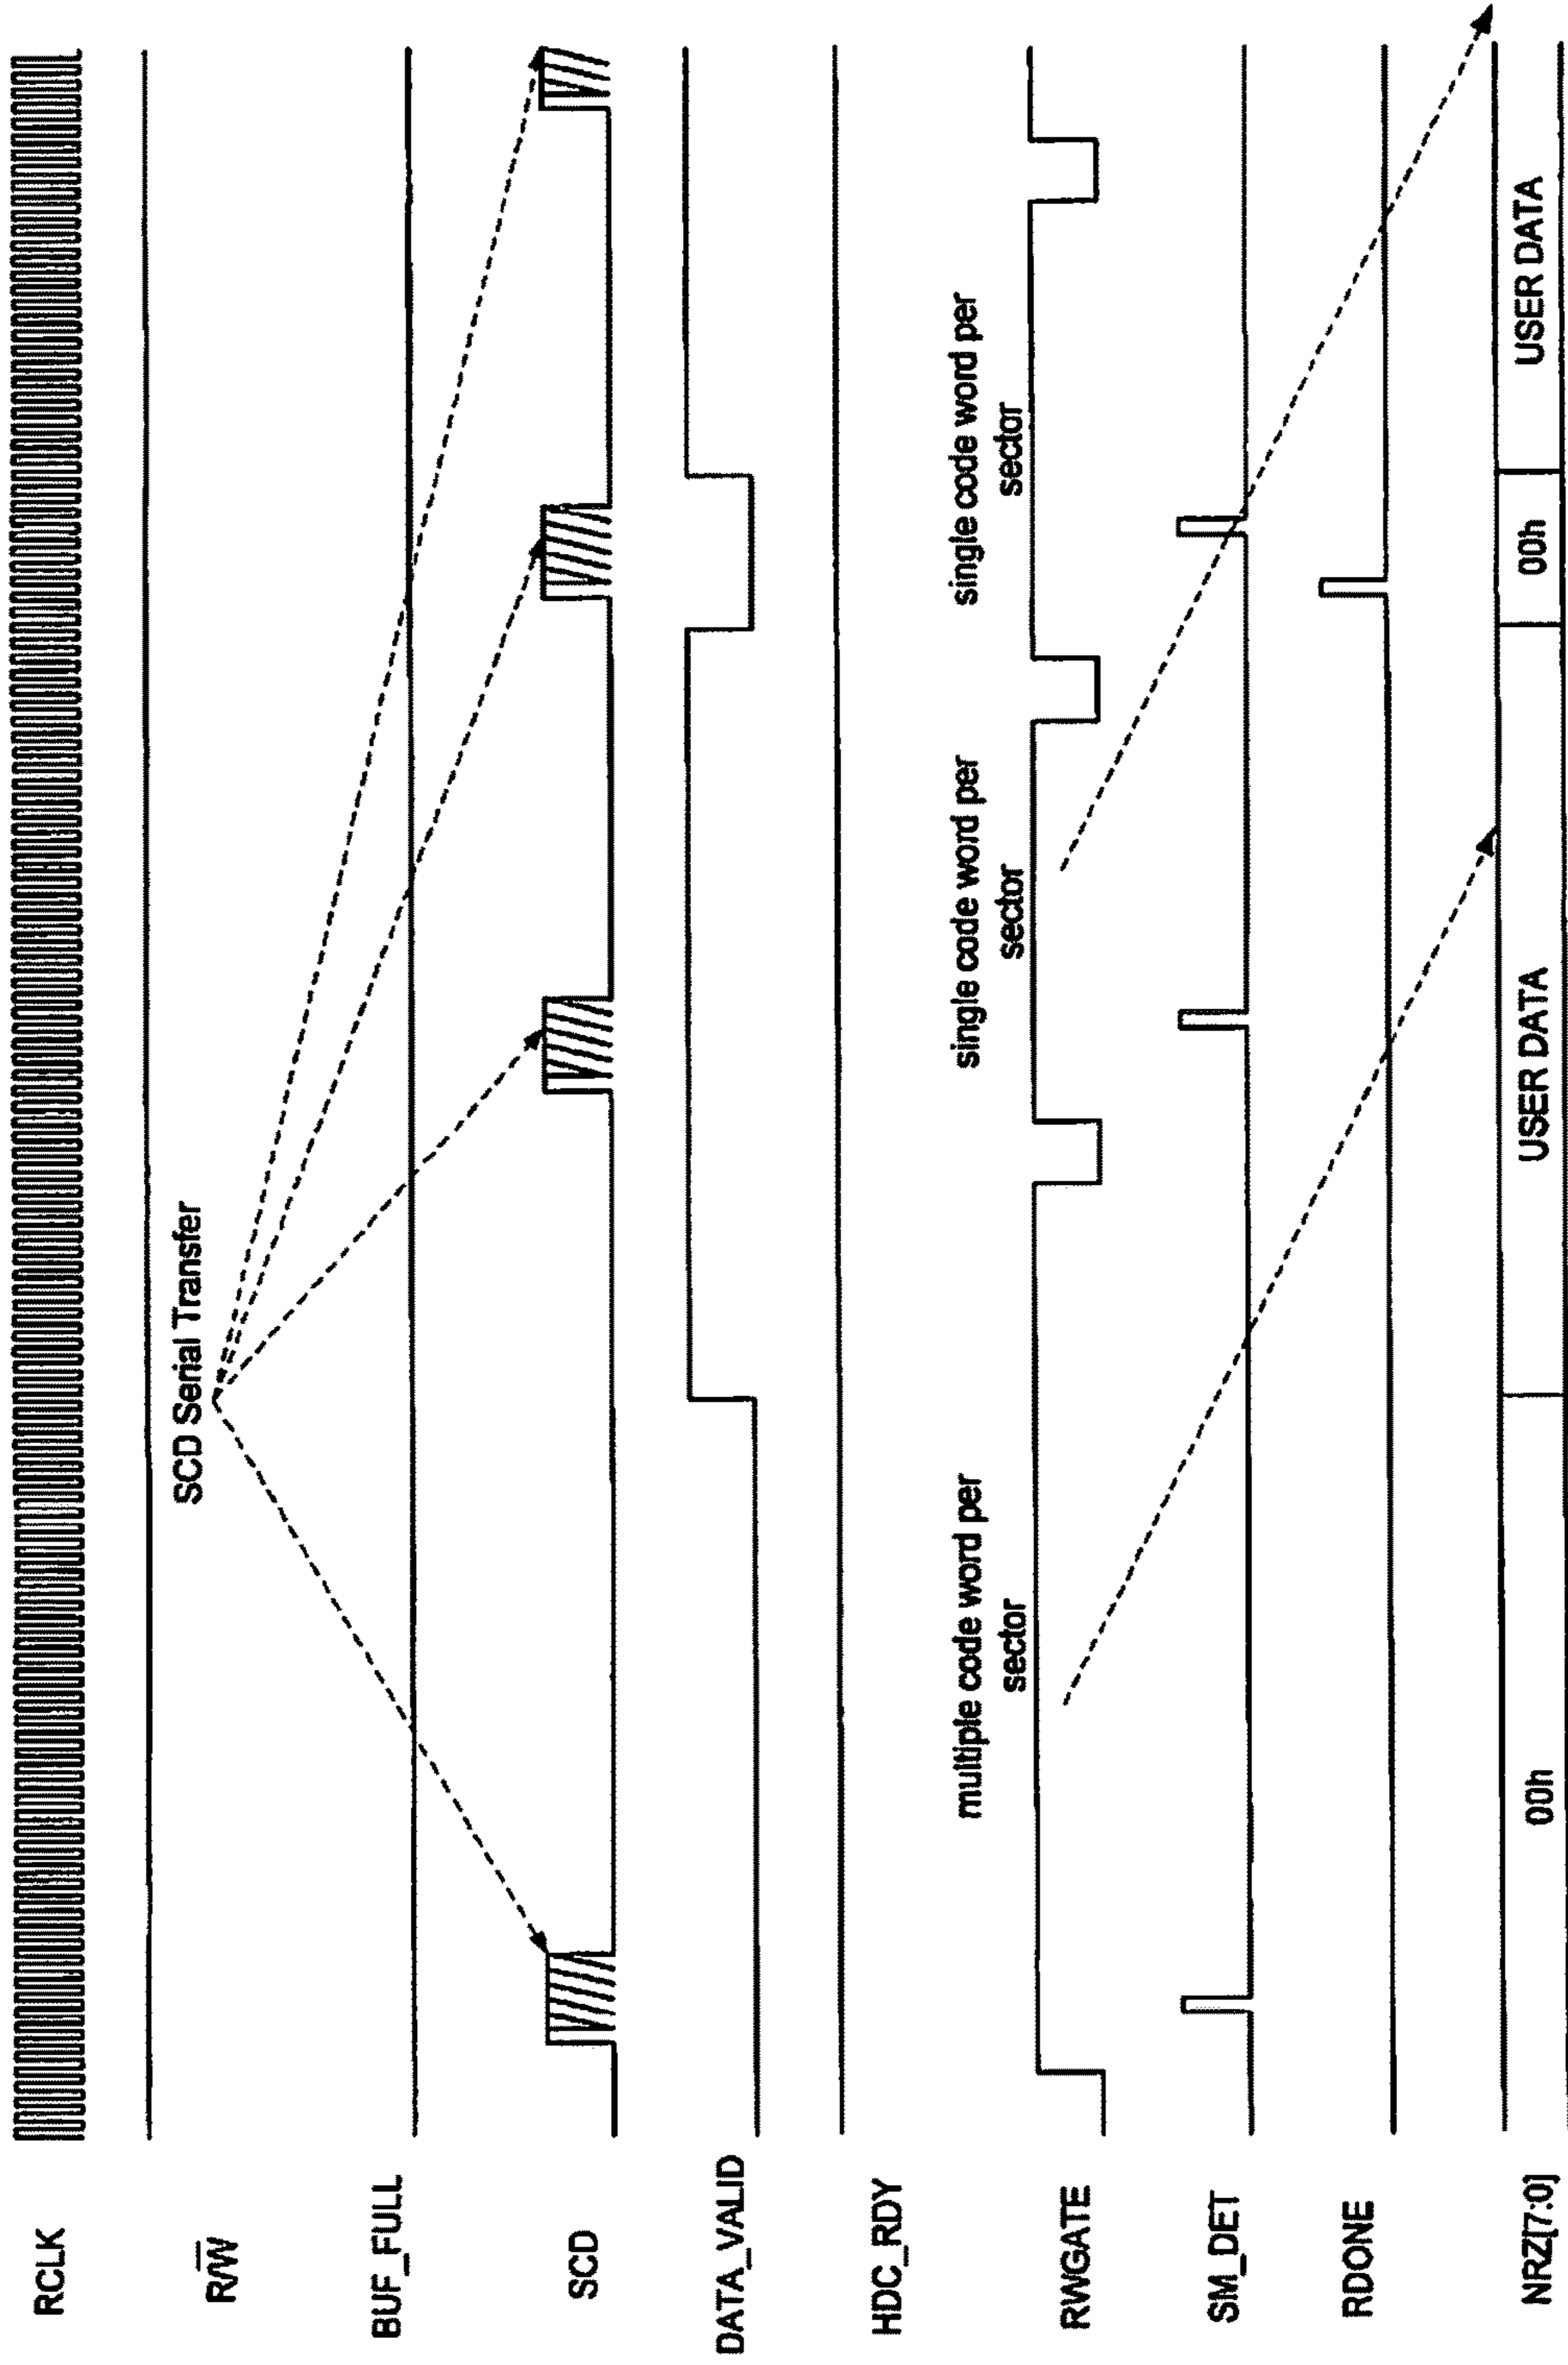 RCLK
R/W̅
SCD Serial Transfer
BUF_FULL
SCD
DATA_VALID
HDC_RDY
multiple code word per
sector
single code word per
sector
single code word per
sector
RWGATE
SM_DET
RDONE
NRZ[7:0]
00h
USER DATA
00h
USER DATA